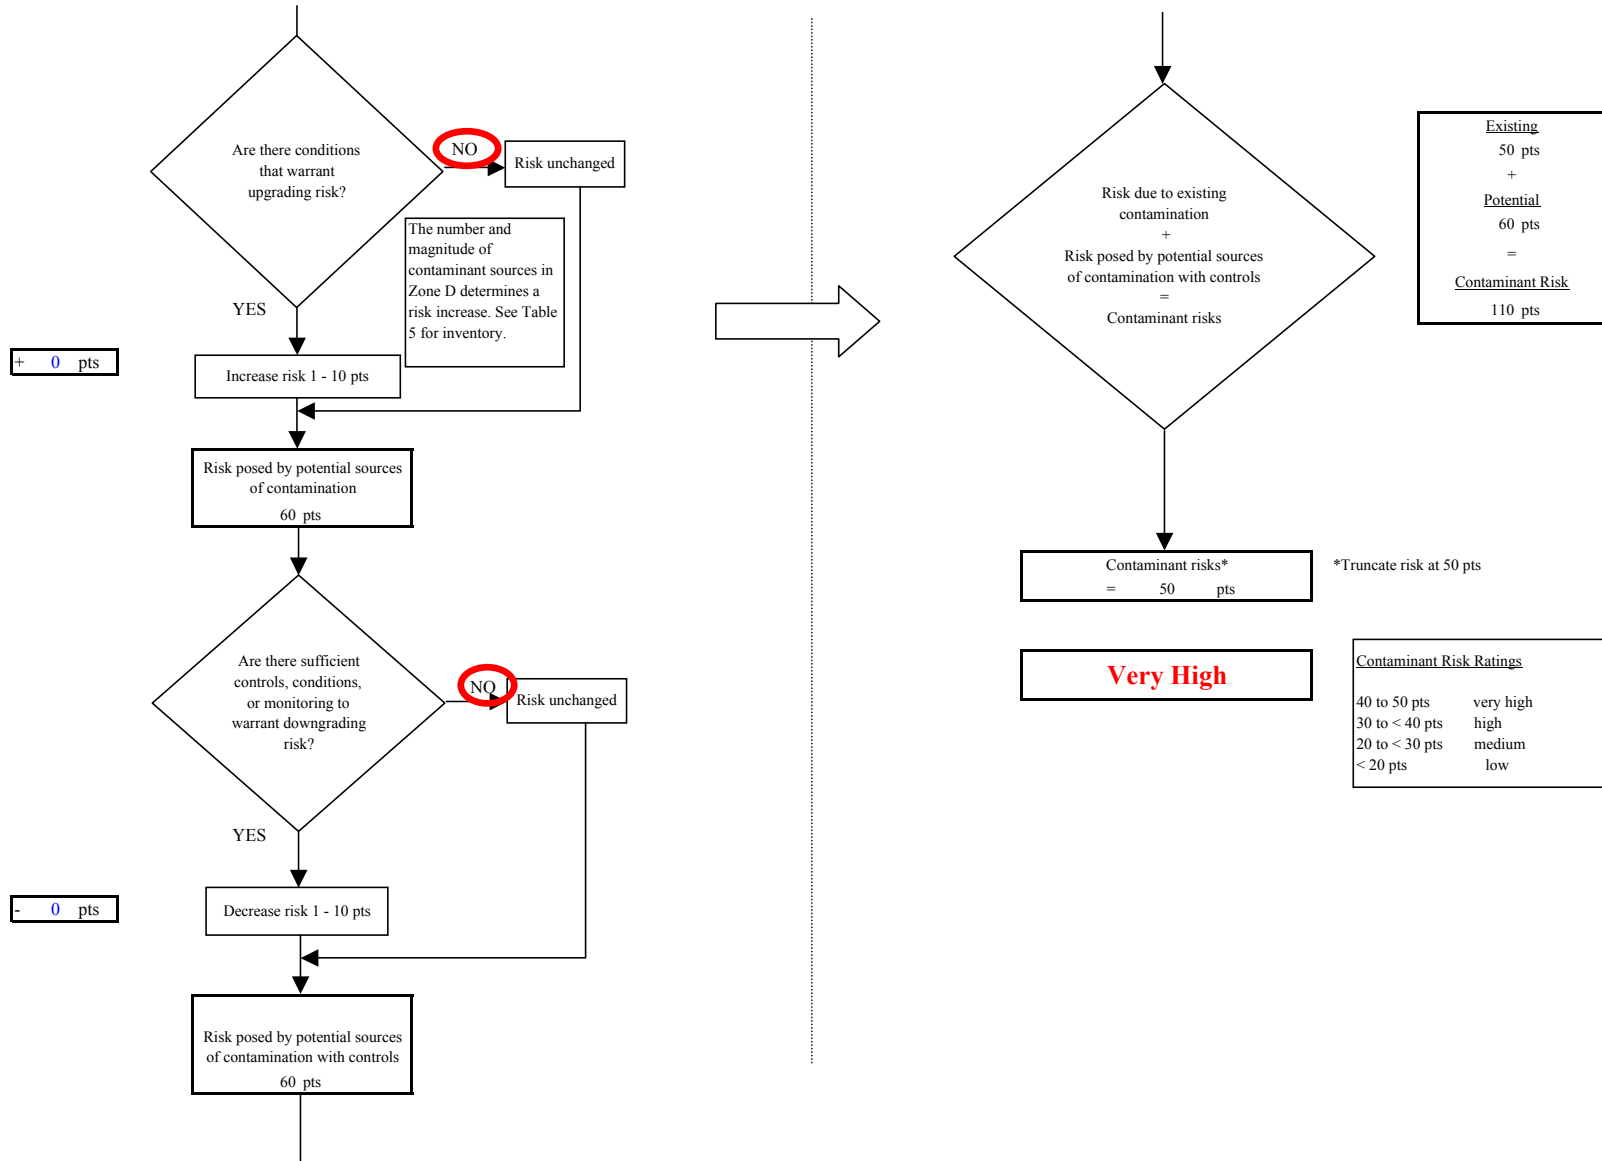 Are there conditions
that warrant
upgrading risk?
NO
Risk unchanged
The number and
magnitude of
contaminant sources in
Zone D determines a
risk increase. See Table
5 for inventory.
YES
+ 0 pts
Increase risk 1 - 10 pts
Risk posed by potential sources
of contamination
60 pts
Are there sufficient
controls, conditions,
or monitoring to
warrant downgrading
risk?
NO
Risk unchanged
YES
- 0 pts
Decrease risk 1 - 10 pts
Risk posed by potential sources
of contamination with controls
60 pts
Risk due to existing
contamination
+
Risk posed by potential sources
of contamination with controls
=
Contaminant risks
Existing
50 pts
+
Potential
60 pts
=
Contaminant Risk
110 pts
Contaminant risks*
= 50 pts
*Truncate risk at 50 pts
Very High
Contaminant Risk Ratings
40 to 50 pts very high
30 to < 40 pts high
20 to < 30 pts medium
< 20 pts low